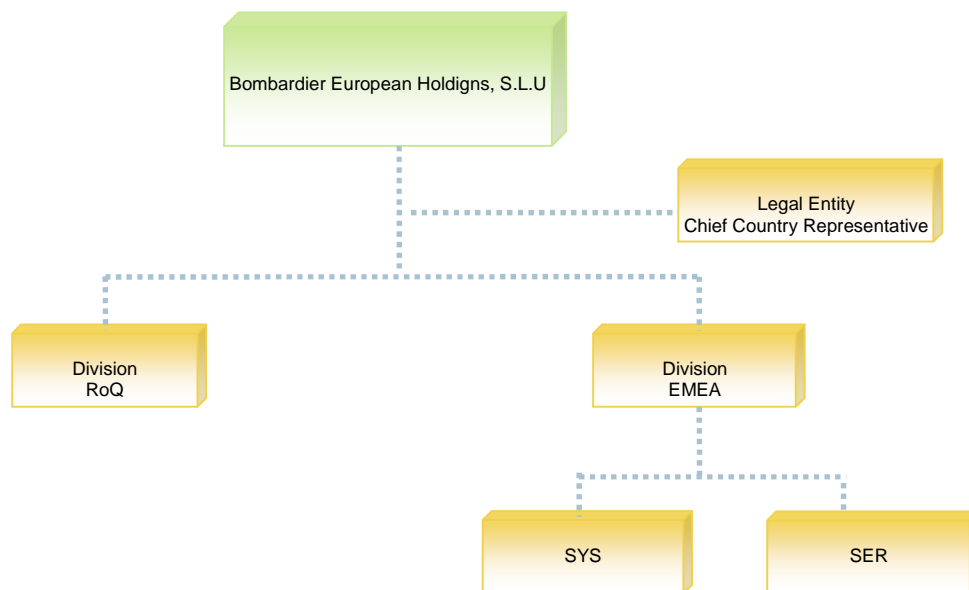 Bombardier European Holdigns, S.L.U
Legal Entity
Chief Country Representative
Division
RoQ
Division
EMEA
SYS
SER